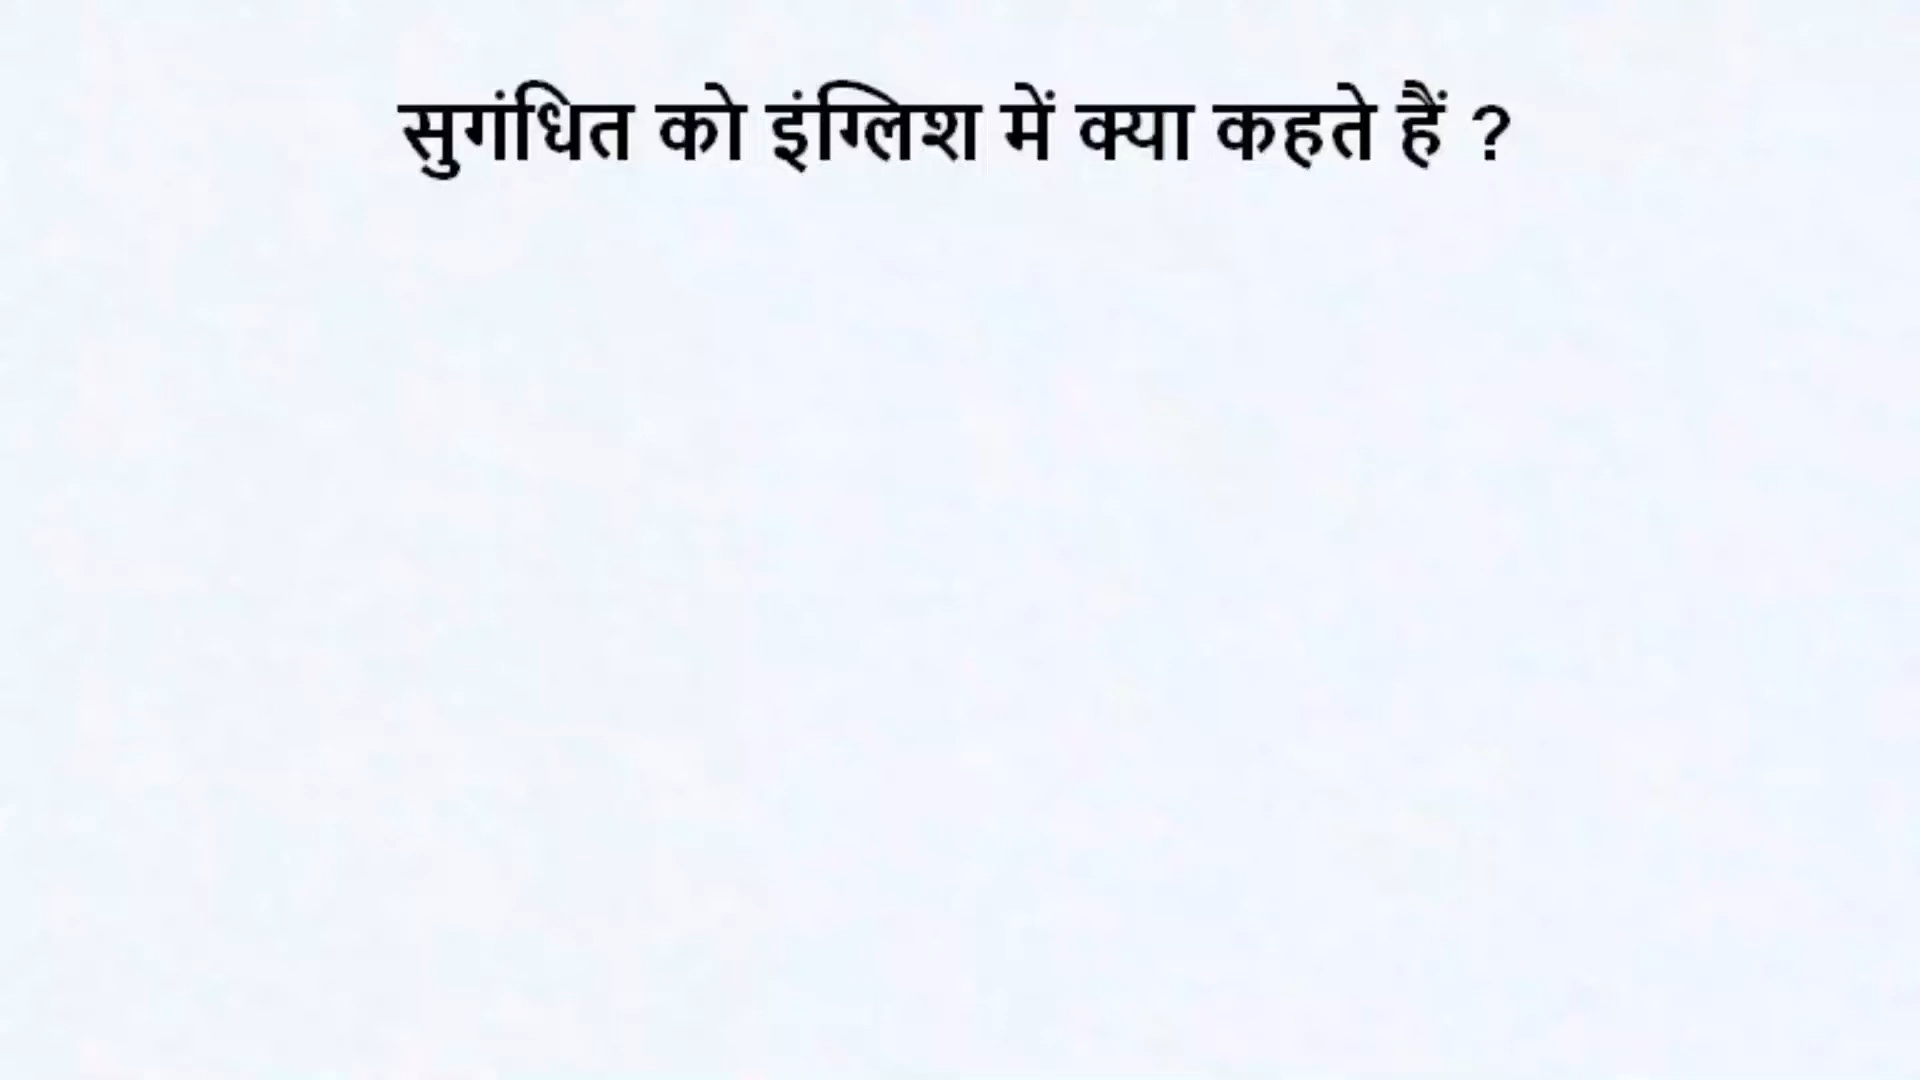 सुगंधित को इंग्लिश में क्या कहते हैं ?